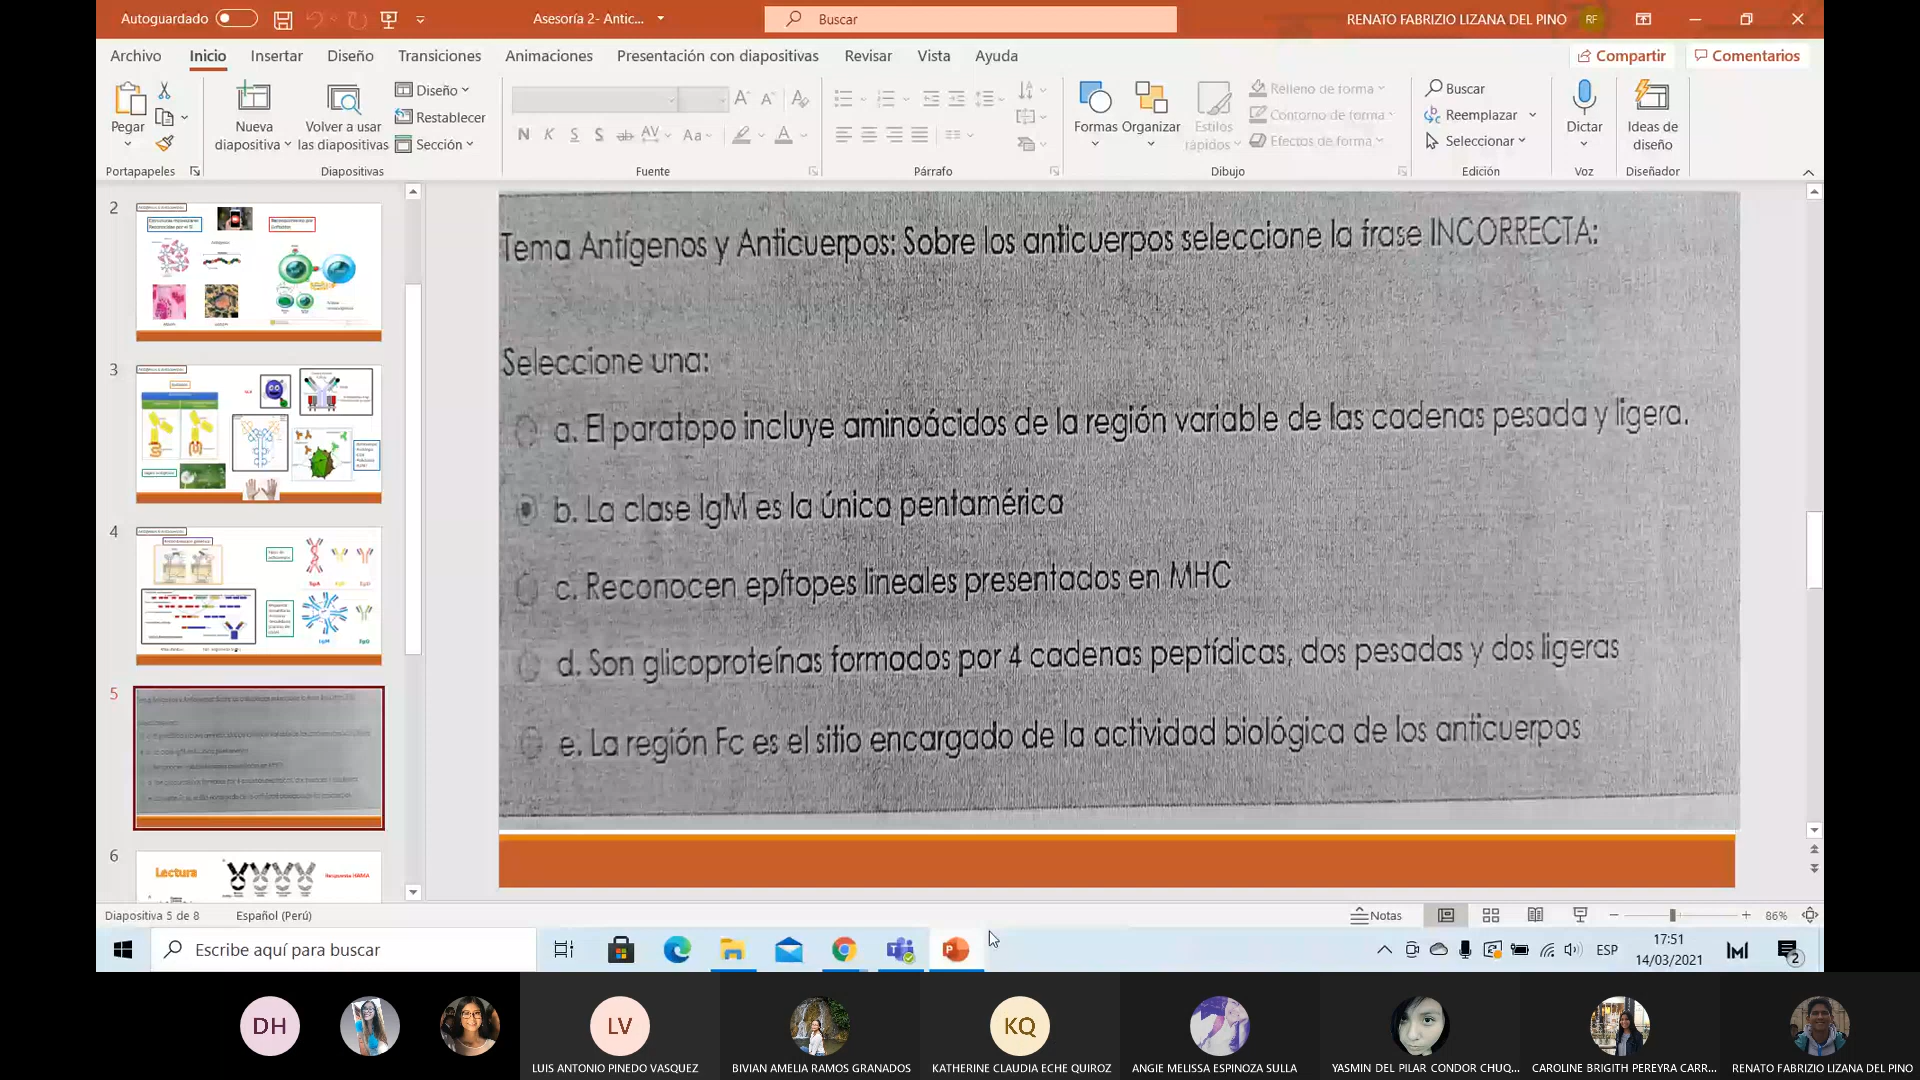 Autoguardado
Asesoría 2- Antic...
Buscar
RENATO FABRIZIO LIZANA DEL PINO
RF
Archivo
Inicio
Insertar
Diseño
Transiciones
Animaciones
Presentación con diapositivas
Revisar
Vista
Ayuda
Compartir
Comentarios
Pegar
Nueva
diapositiva
Volver a usar
las diapositivas
Diseño
Restablecer
Sección
Formas
Organizar
Estilos
rápidos
Relleno de forma
Contorno de forma
Efectos de forma
Buscar
Reemplazar
Seleccionar
Dictar
Ideas de
diseño
Portapapeles
Diapositivas
Fuente
Párrafo
Dibujo
Edición
Voz
Diseñador
2
3
4
5
6
Lectura
Tema Antígenos y Anticuerpos: Sobre los anticuerpos seleccione la frase INCORRECTA:
Seleccione una:
a. El paratopo incluye aminoácidos de la región variable de las cadenas pesada y ligera.
b. La clase IgM es la única pentamérica
c. Reconocen epítopes lineales presentados en MHC
d. Son glicoproteínas formados por 4 cadenas peptídicas, dos pesadas y dos ligeras
e. La región Fc es el sitio encargado de la actividad biológica de los anticuerpos
Diapositiva 5 de 8
Español (Perú)
Notas
86%
Escribe aquí para buscar
ESP
17:51
14/03/2021
2
DH
LV
KQ
LUIS ANTONIO PINEDO VASQUEZ
BIVIAN AMELIA RAMOS GRANADOS
KATHERINE CLAUDIA ECHE QUIROZ
ANGIE MELISSA ESPINOZA SULLA
YASMIN DEL PILAR CONDOR CHUQ...
CAROLINE BRIGITH PEREYRA CARR...
RENATO FABRIZIO LIZANA DEL PINO